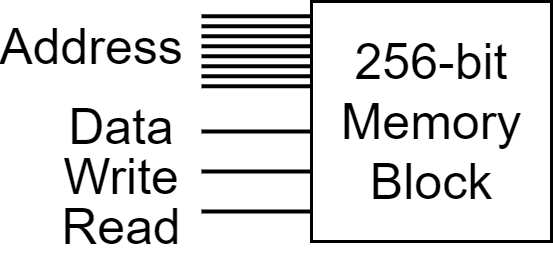 Address
Data
Write
Read
256-bit
Memory
Block